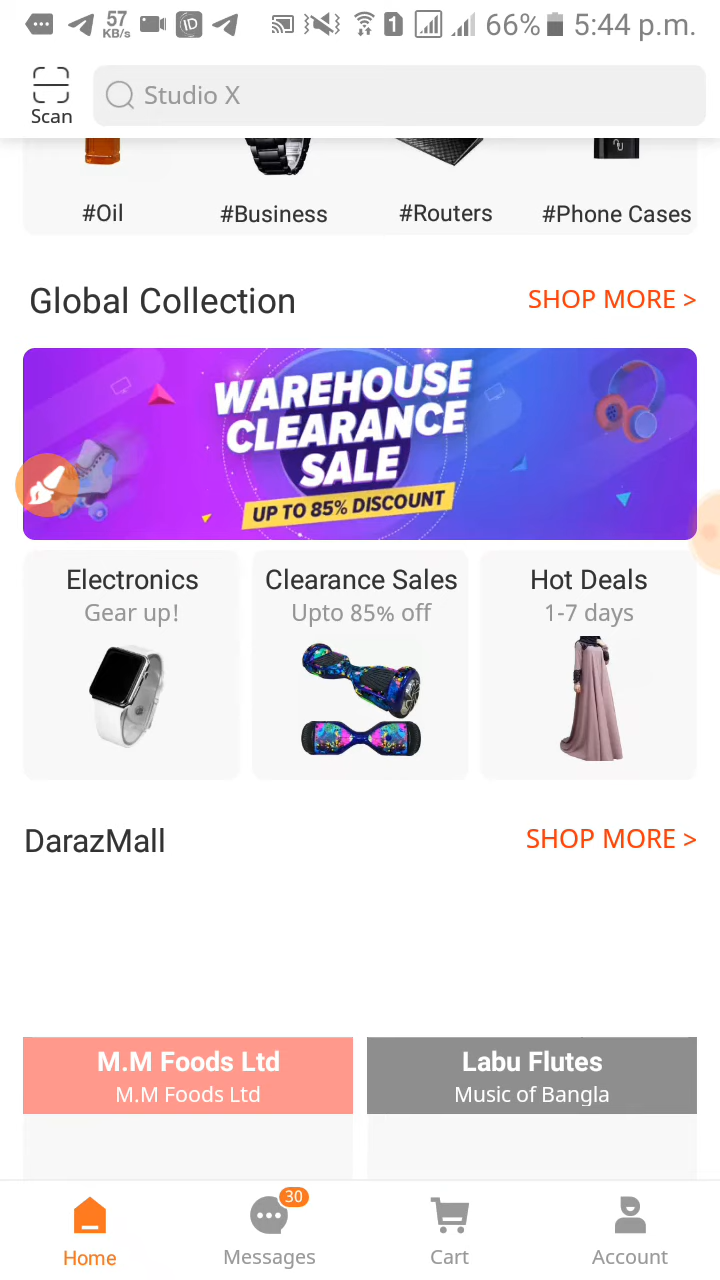 57
KB/s
iD
1
66%
5:44 p.m.
Scan
Studio X
#Oil
#Business
#Routers
#Phone Cases
Global Collection
SHOP MORE >
WAREHOUSE
CLEARANCE
SALE
UP TO 85% DISCOUNT
Electronics
Gear up!
Clearance Sales
Upto 85% off
Hot Deals
1-7 days
DarazMall
SHOP MORE >
M.M Foods Ltd
M.M Foods Ltd
Labu Flutes
Music of Bangla
30
Home
Messages
Cart
Account